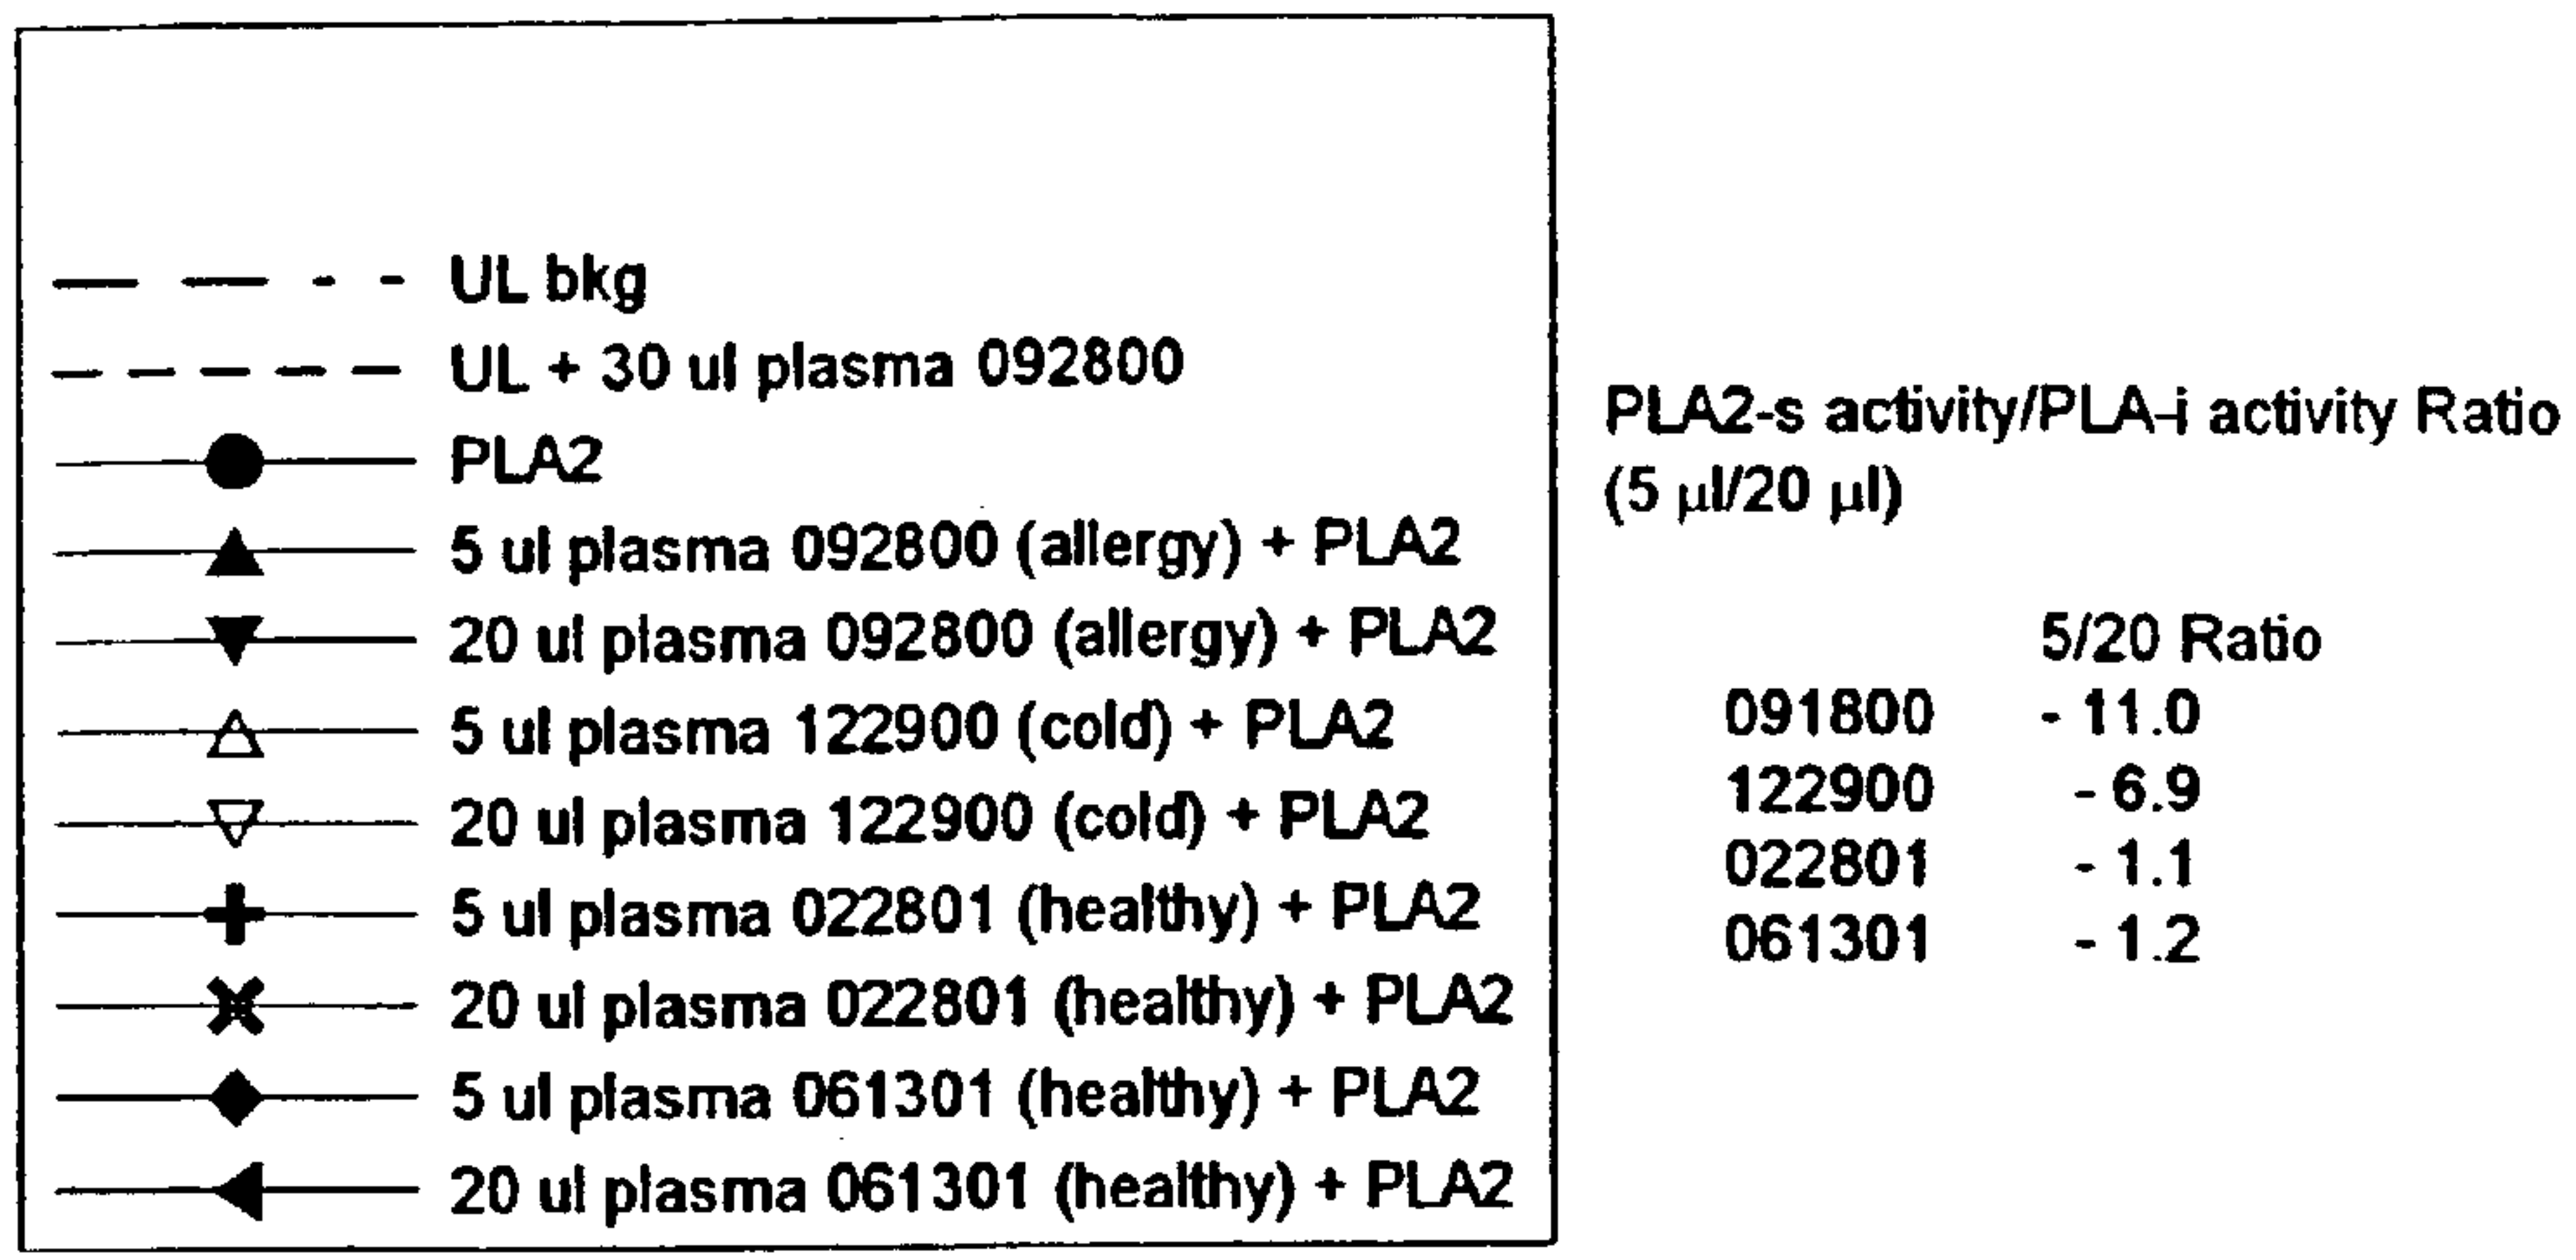 UL bkg
UL + 30 ul plasma 092800
PLA2
5 ul plasma 092800 (allergy) + PLA2
20 ul plasma 092800 (allergy) + PLA2
5 ul plasma 122900 (cold) + PLA2
20 ul plasma 122900 (cold) + PLA2
5 ul plasma 022801 (healthy) + PLA2
20 ul plasma 022801 (healthy) + PLA2
5 ul plasma 061301 (healthy) + PLA2
20 ul plasma 061301 (healthy) + PLA2
PLA2-s activity/PLA-i activity Ratio
(5 µl/20 µl)
5/20 Ratio
091800 - 11.0
122900 - 6.9
022801 - 1.1
061301 - 1.2